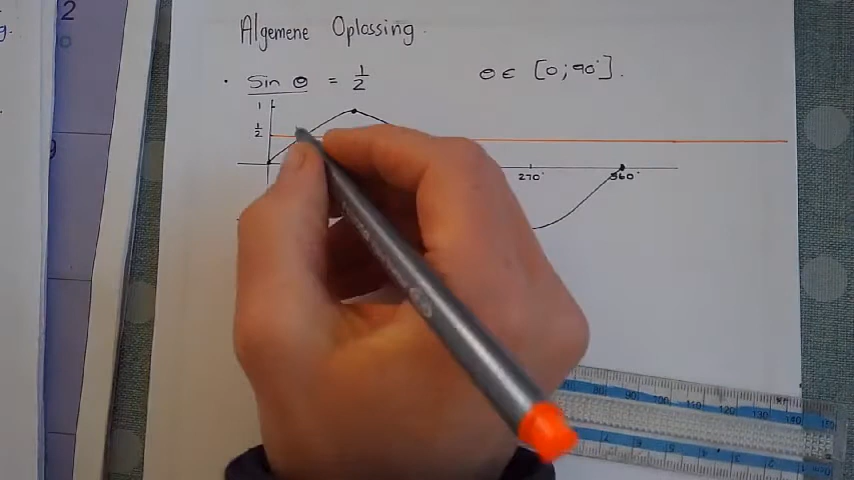 Algemene Oplossing.
• Sin θ = 1/2 θ ∈ [0;90°].
1
1/2
270° 360°